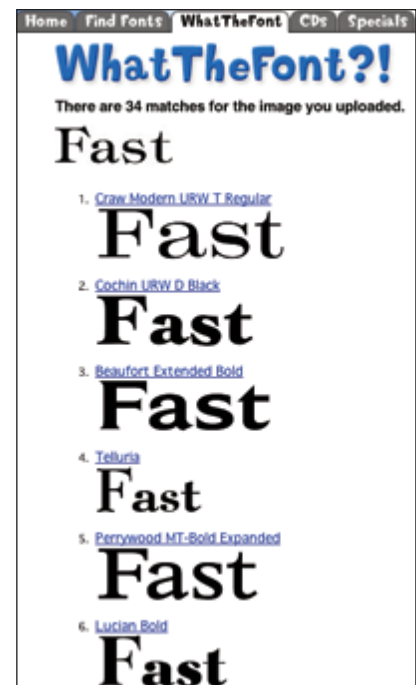 Home Find Fonts WhatTheFont CDs Specials
WhatTheFont?!
There are 34 matches for the image you uploaded.
Fast
1. Craw Modern URW T Regular
Fast
2. Cochin URW D Black
Fast
3. Beaufort Extended Bold
Fast
4. Telluria
Fast
5. Perrywood MT-Bold Expanded
Fast
6. Lucian Bold
Fast